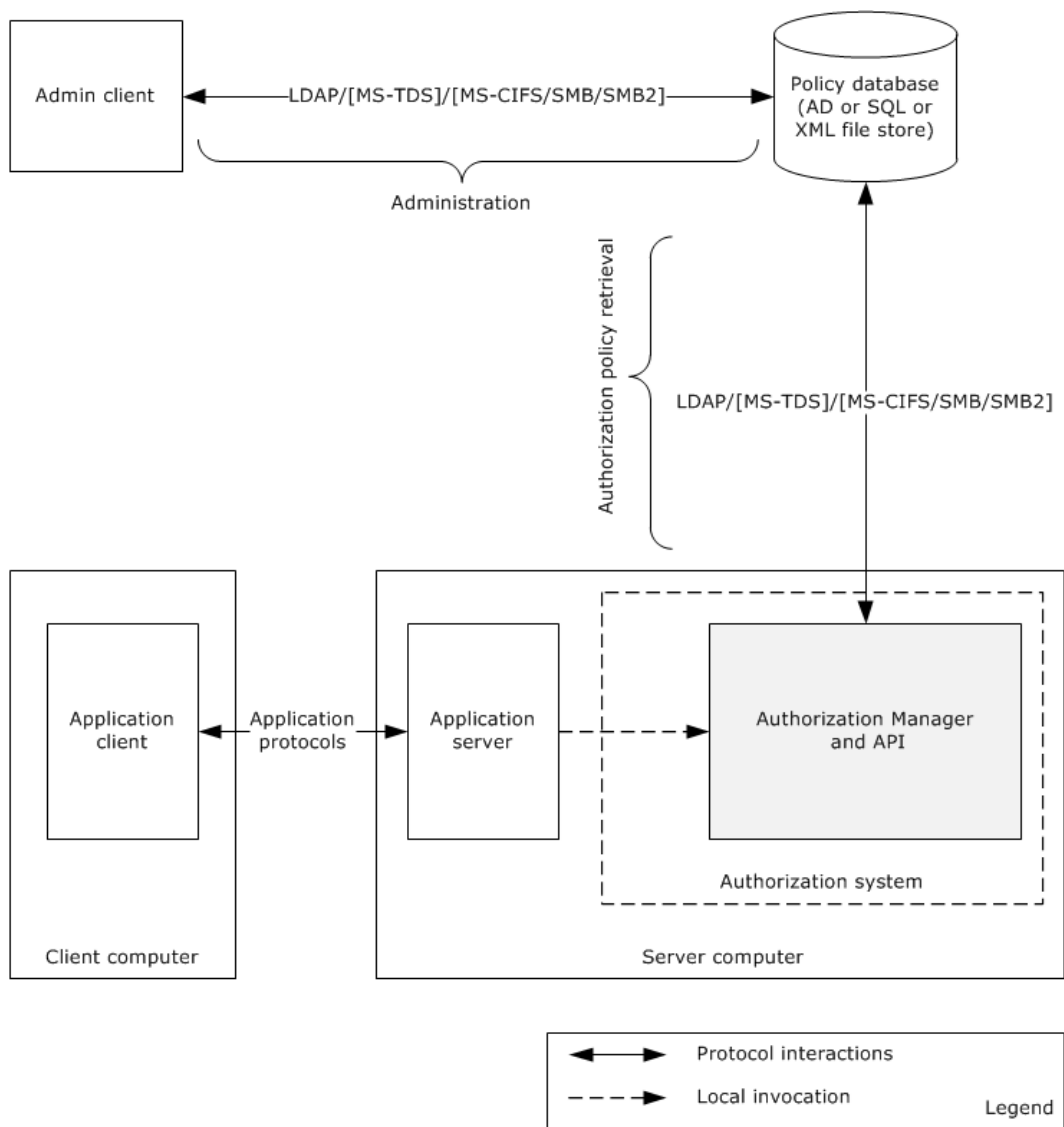 Admin client
LDAP/[MS-TDS]/[MS-CIFS/SMB/SMB2]
Policy database
(AD or SQL or
XML file store)
Administration
Authorization policy retrieval
LDAP/[MS-TDS]/[MS-CIFS/SMB/SMB2]
Application
client
Application
protocols
Application
server
Authorization Manager
and API
Authorization system
Client computer
Server computer
Protocol interactions
Local invocation
Legend